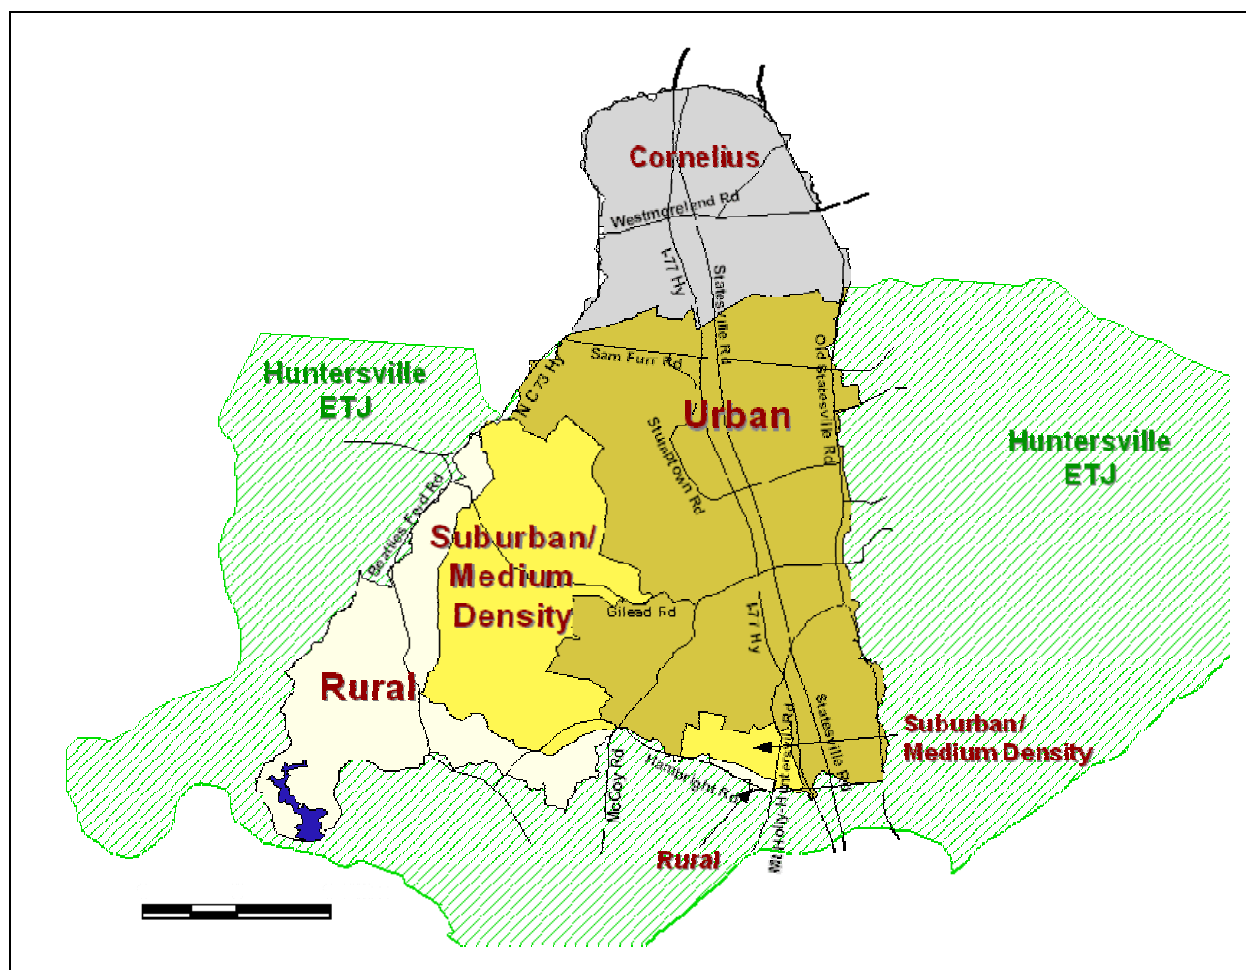 Cornelius
Westmoreland Rd
I-77 Hy
Statesville Rd
Huntersville
ETJ
N C 73 Hy
Sam Furr Rd
Old Statesville Rd
Urban
Stumptown Rd
Huntersville
ETJ
Beatties Ford Rd
Suburban/
Medium
Density
Gilead Rd
I-77 Hy
Rural
Statesville Rd
Suburban/
Medium Density
McCoy Rd
Hambright Rd
Mt Holly-Huntersville Rd
Rural